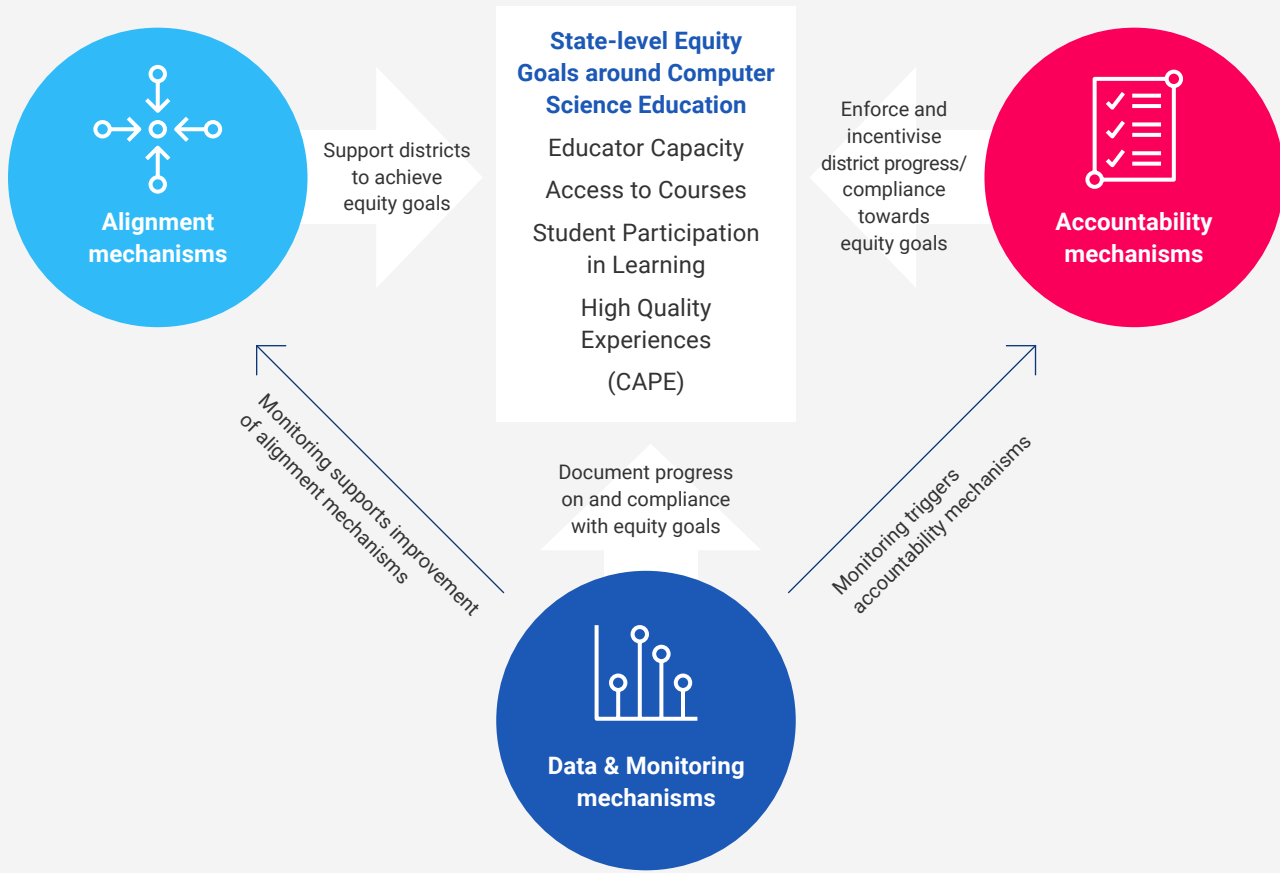 State-level Equity
Goals around Computer
Science Education
Educator Capacity
Access to Courses
Student Participation
in Learning
High Quality
Experiences
(CAPE)
Alignment
mechanisms
Support districts
to achieve
equity goals
Enforce and
incentivise
district progress/
compliance
towards
equity goals
Accountability
mechanisms
Monitoring supports improvement
of alignment mechanisms
Document progress
on and compliance
with equity goals
Monitoring triggers
accountability mechanisms
Data & Monitoring
mechanisms